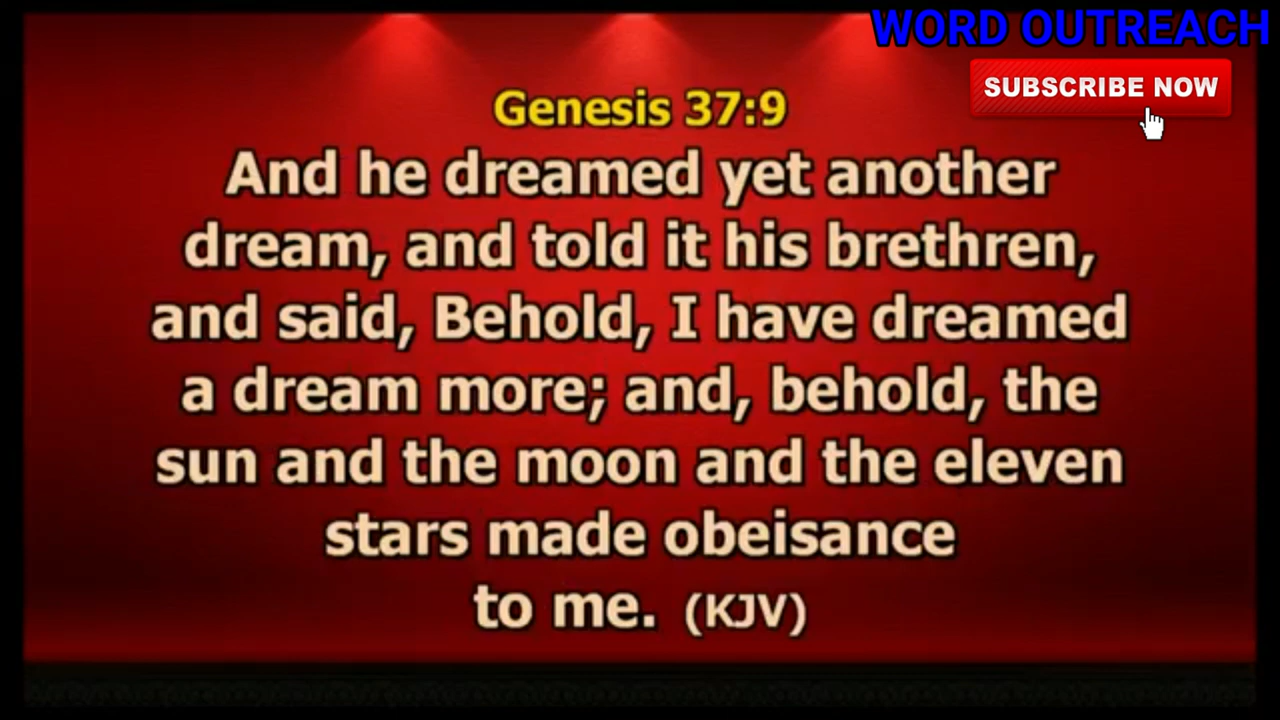 WORD OUTREACH
SUBSCRIBE NOW
Genesis 37:9
And he dreamed yet another
dream, and told it his brethren,
and said, Behold, I have dreamed
a dream more; and, behold, the
sun and the moon and the eleven
stars made obeisance
to me. (KJV)